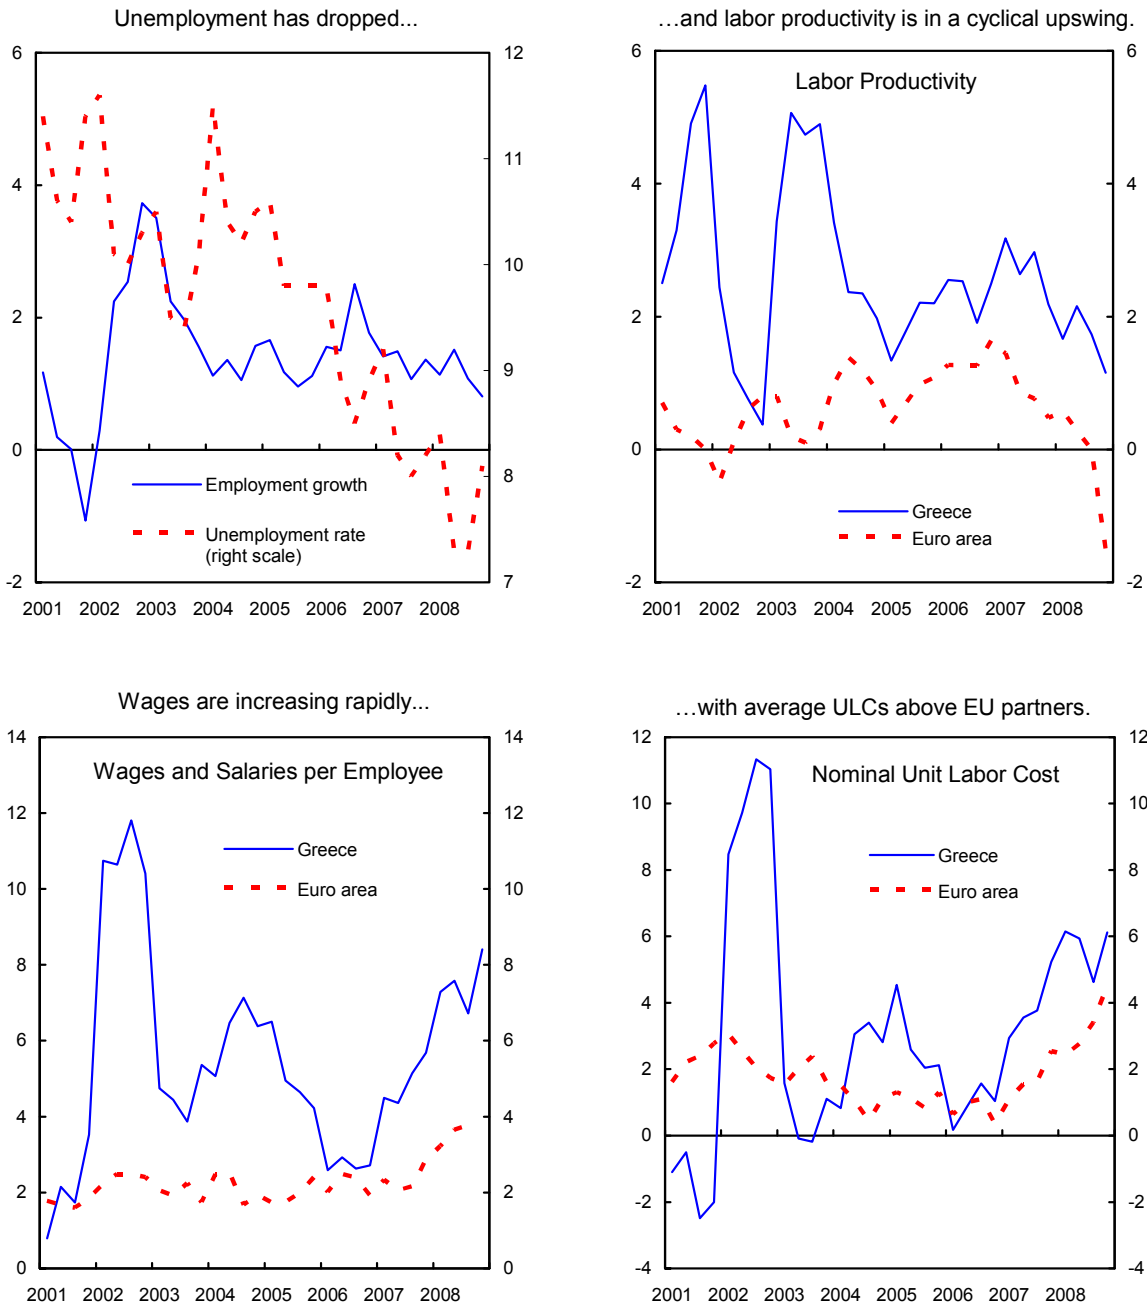 Unemployment has dropped...
6
4
2
0
-2
12
11
10
9
8
7
Employment growth
Unemployment rate
(right scale)
2001 2002 2003 2004 2005 2006 2007 2008
…and labor productivity is in a cyclical upswing.
Labor Productivity
6
4
2
0
-2
6
4
2
0
-2
Greece
Euro area
2001 2002 2003 2004 2005 2006 2007 2008
Wages are increasing rapidly...
Wages and Salaries per Employee
14
12
10
8
6
4
2
0
14
12
10
8
6
4
2
0
Greece
Euro area
2001 2002 2003 2004 2005 2006 2007 2008
…with average ULCs above EU partners.
Nominal Unit Labor Cost
12
10
8
6
4
2
0
-2
-4
12
10
8
6
4
2
0
-2
-4
Greece
Euro area
2001 2002 2003 2004 2005 2006 2007 2008